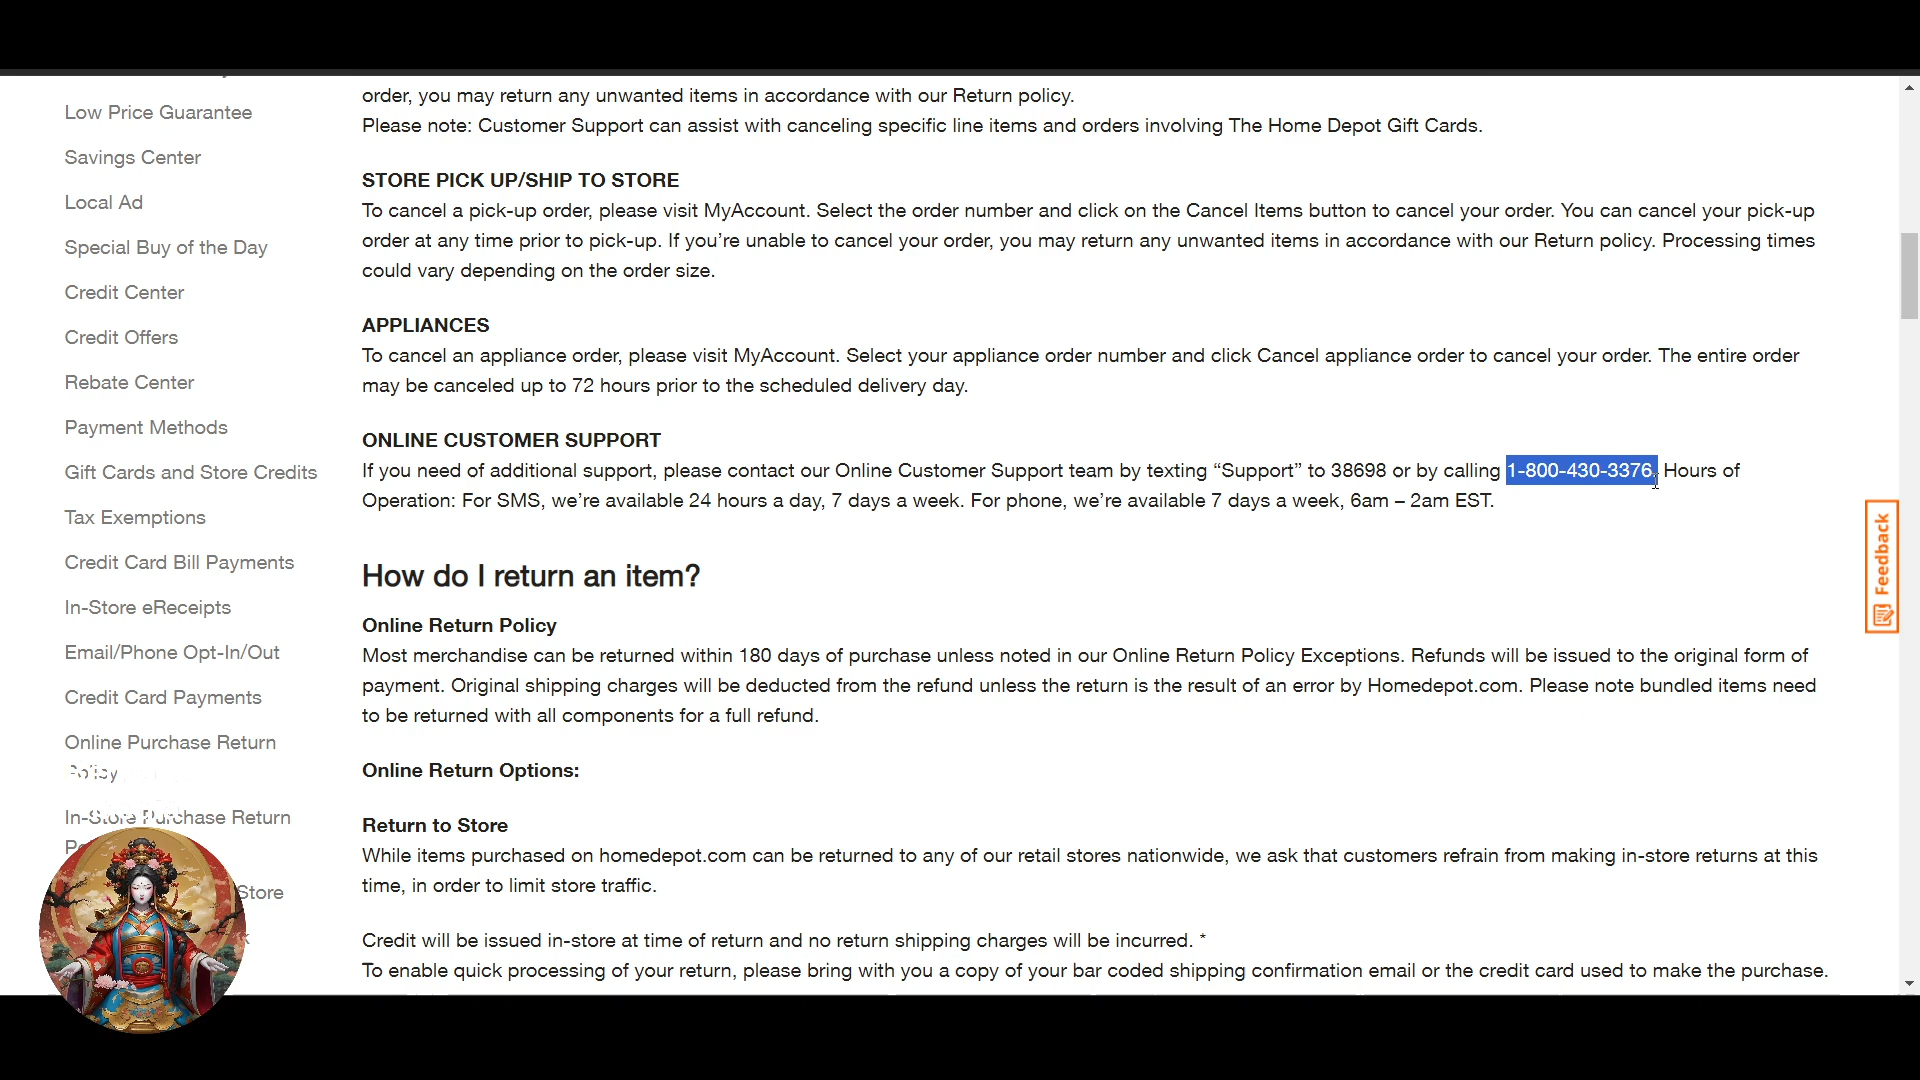 order, you may return any unwanted items in accordance with our Return policy.
Please note: Customer Support can assist with canceling specific line items and orders involving The Home Depot Gift Cards.
STORE PICK UP/SHIP TO STORE
To cancel a pick-up order, please visit MyAccount. Select the order number and click on the Cancel Items button to cancel your order. You can cancel your pick-up
order at any time prior to pick-up. If you’re unable to cancel your order, you may return any unwanted items in accordance with our Return policy. Processing times
could vary depending on the order size.
APPLIANCES
To cancel an appliance order, please visit MyAccount. Select your appliance order number and click Cancel appliance order to cancel your order. The entire order
may be canceled up to 72 hours prior to the scheduled delivery day.
ONLINE CUSTOMER SUPPORT
If you need of additional support, please contact our Online Customer Support team by texting “Support” to 38698 or by calling 1-800-430-3376. Hours of
Operation: For SMS, we’re available 24 hours a day, 7 days a week. For phone, we’re available 7 days a week, 6am – 2am EST.
How do I return an item?
Online Return Policy
Most merchandise can be returned within 180 days of purchase unless noted in our Online Return Policy Exceptions. Refunds will be issued to the original form of
payment. Original shipping charges will be deducted from the refund unless the return is the result of an error by Homedepot.com. Please note bundled items need
to be returned with all components for a full refund.
Online Return Options:
Return to Store
While items purchased on homedepot.com can be returned to any of our retail stores nationwide, we ask that customers refrain from making in-store returns at this
time, in order to limit store traffic.
Credit will be issued in-store at time of return and no return shipping charges will be incurred. *
To enable quick processing of your return, please bring with you a copy of your bar coded shipping confirmation email or the credit card used to make the purchase.
Low Price Guarantee
Savings Center
Local Ad
Special Buy of the Day
Credit Center
Credit Offers
Rebate Center
Payment Methods
Gift Cards and Store Credits
Tax Exemptions
Credit Card Bill Payments
In-Store eReceipts
Email/Phone Opt-In/Out
Credit Card Payments
Online Purchase Return
Policy
In-Store Purchase Return
Store
Feedback